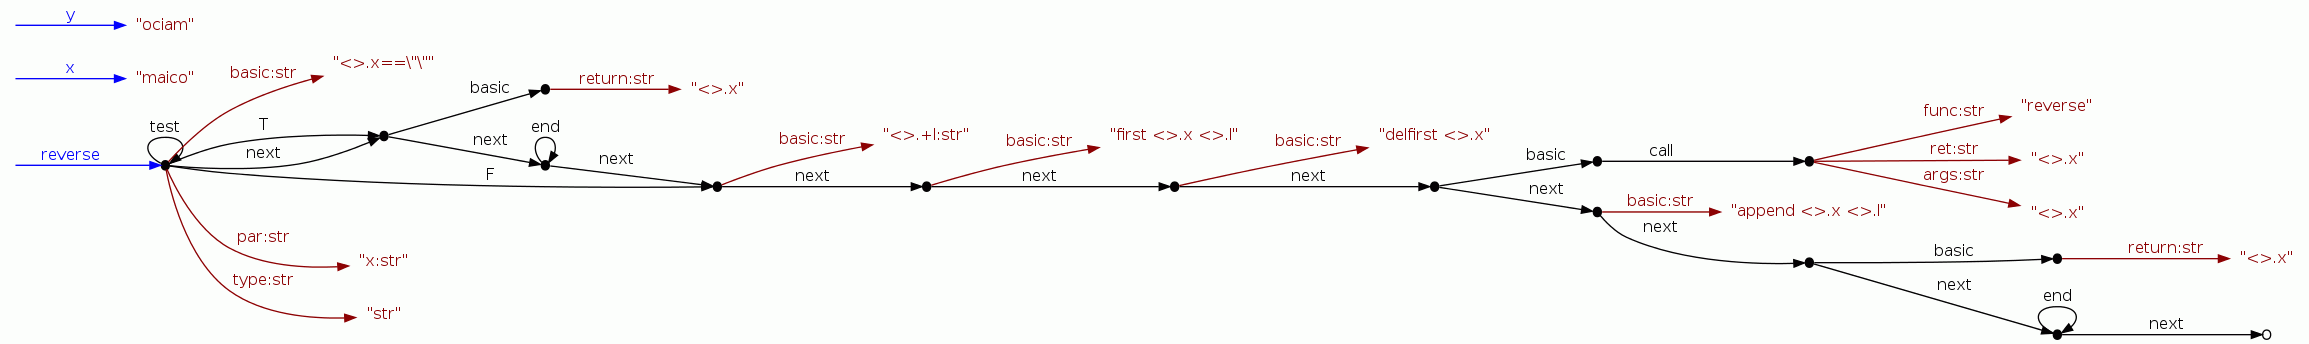 y
"ociam"
x
"maico"
reverse
test
basic:str
"<>.x==\"\""
T
next
F
par:str
"x:str"
type:str
"str"
basic
return:str
"<>.x"
next
end
next
basic:str
"<>.+l:str"
next
basic:str
"first <>.x <>.l"
next
basic:str
"delfirst <>.x"
next
basic
call
func:str
"reverse"
ret:str
"<>.x"
args:str
"<>.x"
next
basic:str
"append <>.x <>.l"
next
basic
return:str
"<>.x"
next
end
next